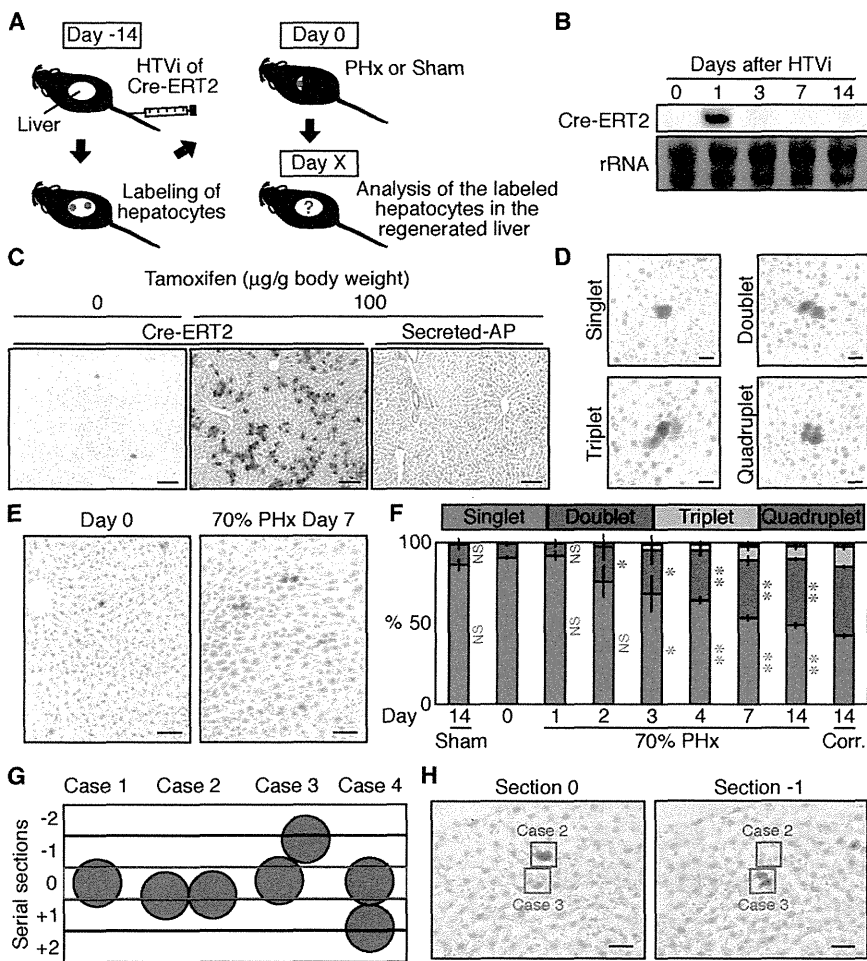 A
Day -14
HTVi of
Cre-ERT2
Liver
Labeling of
hepatocytes
Day 0
PHx or Sham
Day X
?
Analysis of the labeled
hepatocytes in the
regenerated liver
B
Days after HTVi
0 1 3 7 14
Cre-ERT2
rRNA
C
Tamoxifen (μg/g body weight)
0 100
Cre-ERT2 Secreted-AP
D
Singlet
Doublet
Triplet
Quadruplet
E
Day 0 70% PHx Day 7
F
Singlet Doublet Triplet Quadruplet
100
%
50
0
NS NS * * ** ** **
NS NS NS * ** ** **
Day 14 0 1 2 3 4 7 14 14
Sham 70% PHx Corr.
G
Case 1 Case 2 Case 3 Case 4
Serial sections
-2
-1
0
+1
+2
H
Section 0 Section -1
Case 2 Case 2
Case 3 Case 3